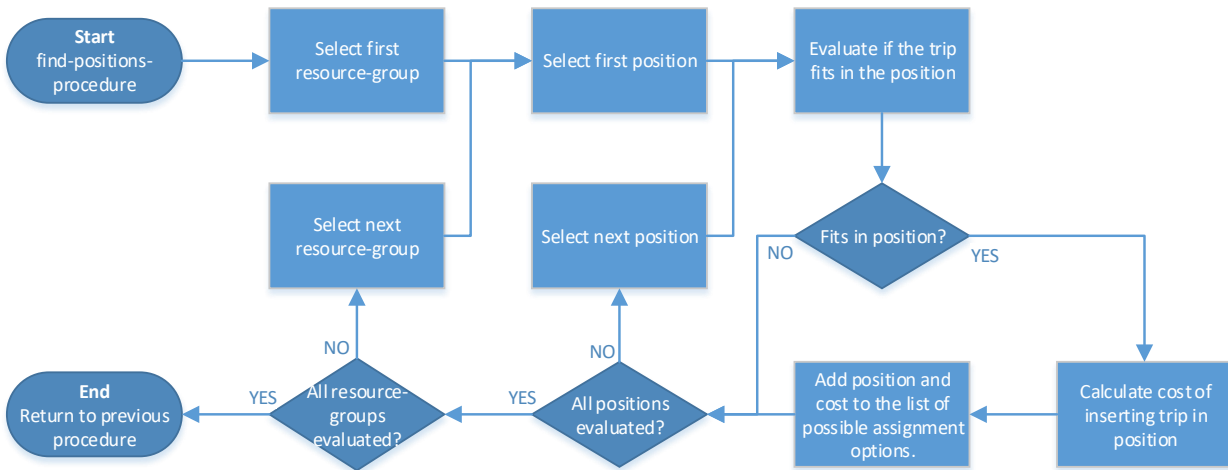 Start
find-positions-
procedure
Select first
resource-group
Select first position
Evaluate if the trip
fits in the position
Select next
resource-group
Select next position
Fits in position?
NO
YES
NO
NO
End
Return to previous
procedure
YES
All resource-
groups
evaluated?
YES
All positions
evaluated?
Add position and
cost to the list of
possible assignment
options.
Calculate cost of
inserting trip in
position